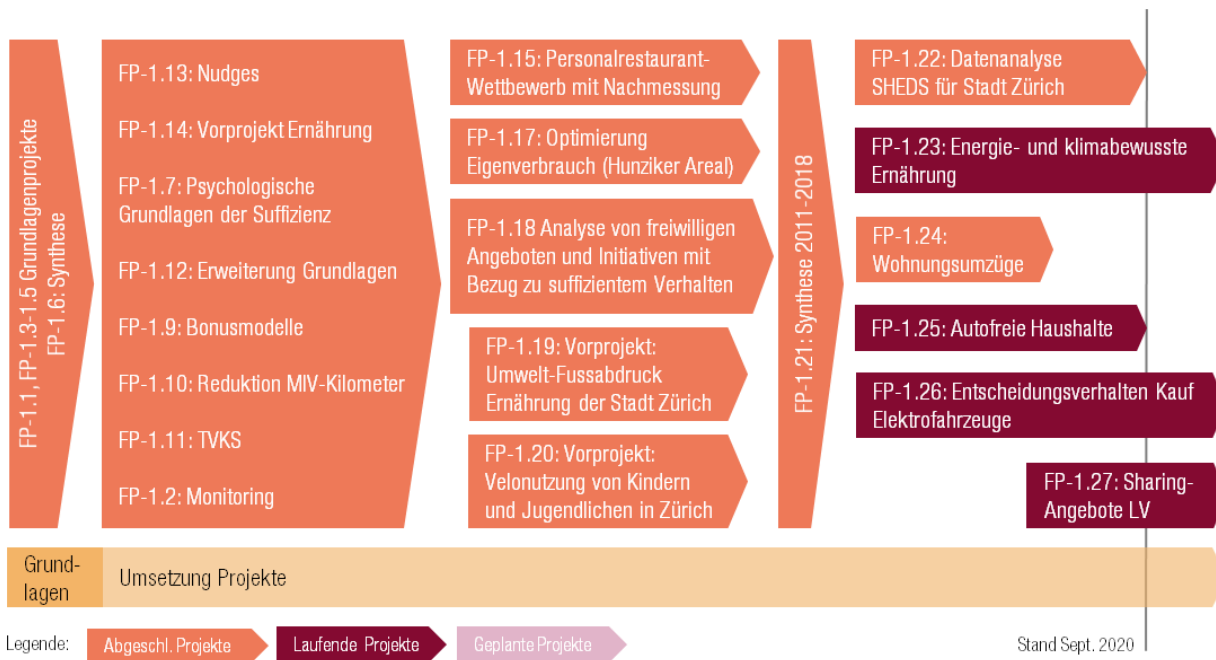 FP-1.1, FP-1.3-1.5 Grundlagenprojekte
FP-1.6: Synthese
FP-1.13: Nudges
FP-1.14: Vorprojekt Ernährung
FP-1.7: Psychologische
Grundlagen der Suffizienz
FP-1.12: Erweiterung Grundlagen
FP-1.9: Bonusmodelle
FP-1.10: Reduktion MIV-Kilometer
FP-1.11: TVKS
FP-1.2: Monitoring
FP-1.15: Personalrestaurant-
Wettbewerb mit Nachmessung
FP-1.17: Optimierung
Eigenverbrauch (Hunziker Areal)
FP-1.18 Analyse von freiwilligen
Angeboten und Initiativen mit
Bezug zu suffizientem Verhalten
FP-1.19: Vorprojekt:
Umwelt-Fussabdruck
Ernährung der Stadt Zürich
FP-1.20: Vorprojekt:
Velonutzung von Kindern
und Jugendlichen in Zürich
FP-1.21: Synthese 2011-2018
FP-1.22: Datenanalyse
SHEDS für Stadt Zürich
FP-1.23: Energie- und klimabewusste
Ernährung
FP-1.24:
Wohnungsumzüge
FP-1.25: Autofreie Haushalte
FP-1.26: Entscheidungsverhalten Kauf
Elektrofahrzeuge
FP-1.27: Sharing-
Angebote LV
Grund-
lagen
Umsetzung Projekte
Legende:
Abgeschl. Projekte
Laufende Projekte
Geplante Projekte
Stand Sept. 2020